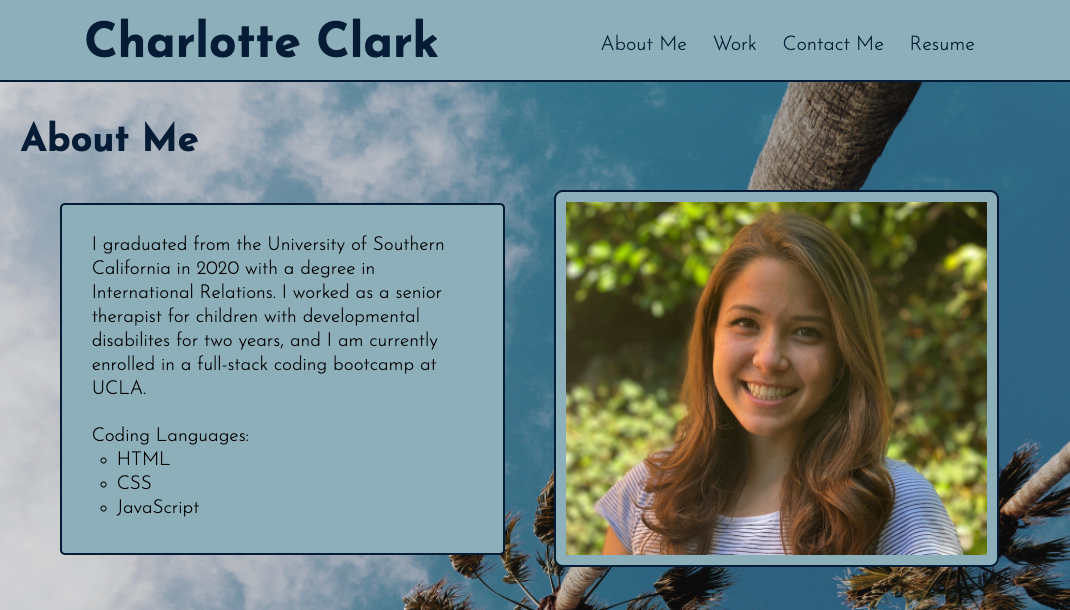 Charlotte Clark
About Me Work Contact Me Resume
About Me
I graduated from the University of Southern
California in 2020 with a degree in
International Relations. I worked as a senior
therapist for children with developmental
disabilites for two years, and I am currently
enrolled in a full-stack coding bootcamp at
UCLA.
Coding Languages:
HTML
CSS
JavaScript